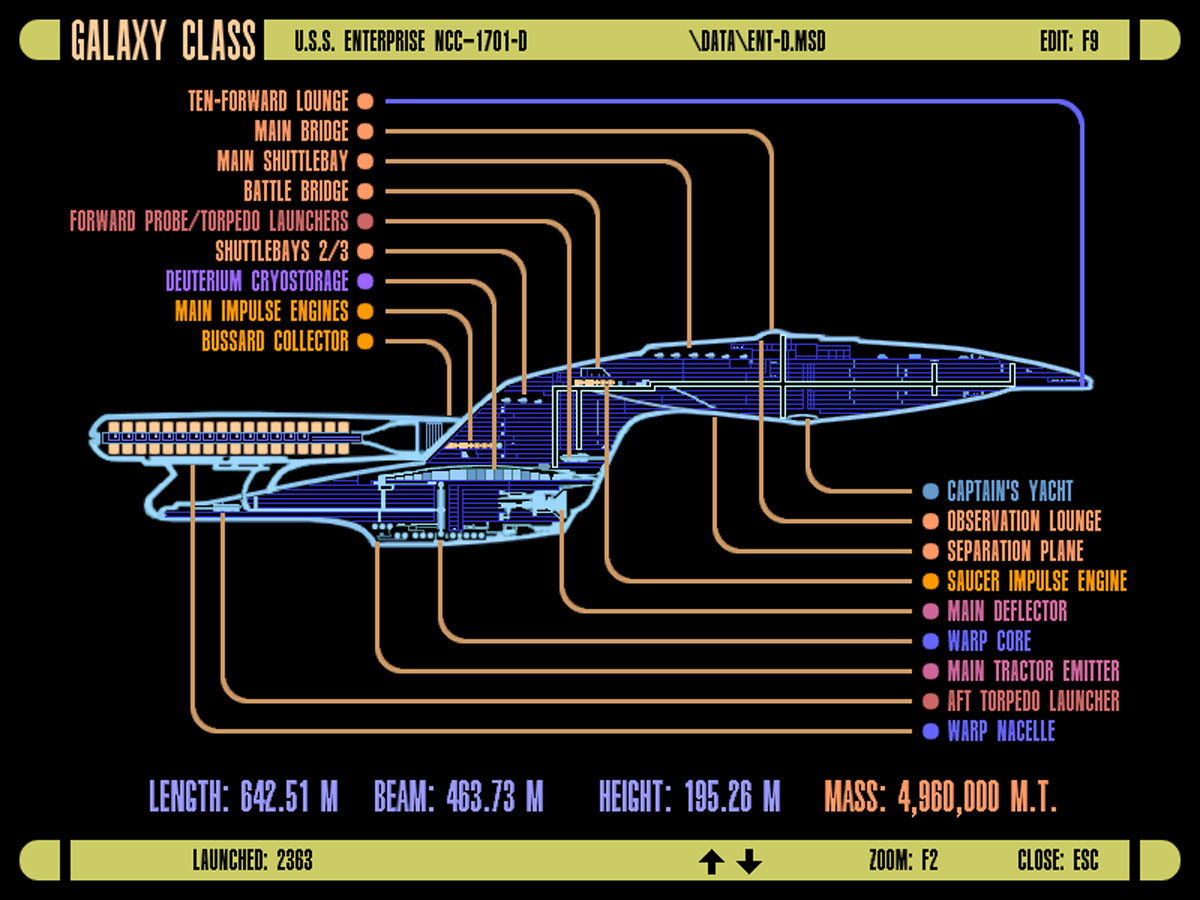 GALAXY CLASS
U.S.S. ENTERPRISE NCC-1701-D
\DATA\ENT-D.MSD
EDIT: F9
TEN-FORWARD LOUNGE
MAIN BRIDGE
MAIN SHUTTLEBAY
BATTLE BRIDGE
FORWARD PROBE/TORPEDO LAUNCHERS
SHUTTLEBAYS 2/3
DEUTERIUM CRYOSTORAGE
MAIN IMPULSE ENGINES
BUSSARD COLLECTOR
CAPTAIN'S YACHT
OBSERVATION LOUNGE
SEPARATION PLANE
SAUCER IMPULSE ENGINE
MAIN DEFLECTOR
WARP CORE
MAIN TRACTOR EMITTER
AFT TORPEDO LAUNCHER
WARP NACELLE
LENGTH: 642.51 M
BEAM: 463.73 M
HEIGHT: 195.26 M
MASS: 4,960,000 M.T.
LAUNCHED: 2363
ZOOM: F2
CLOSE: ESC